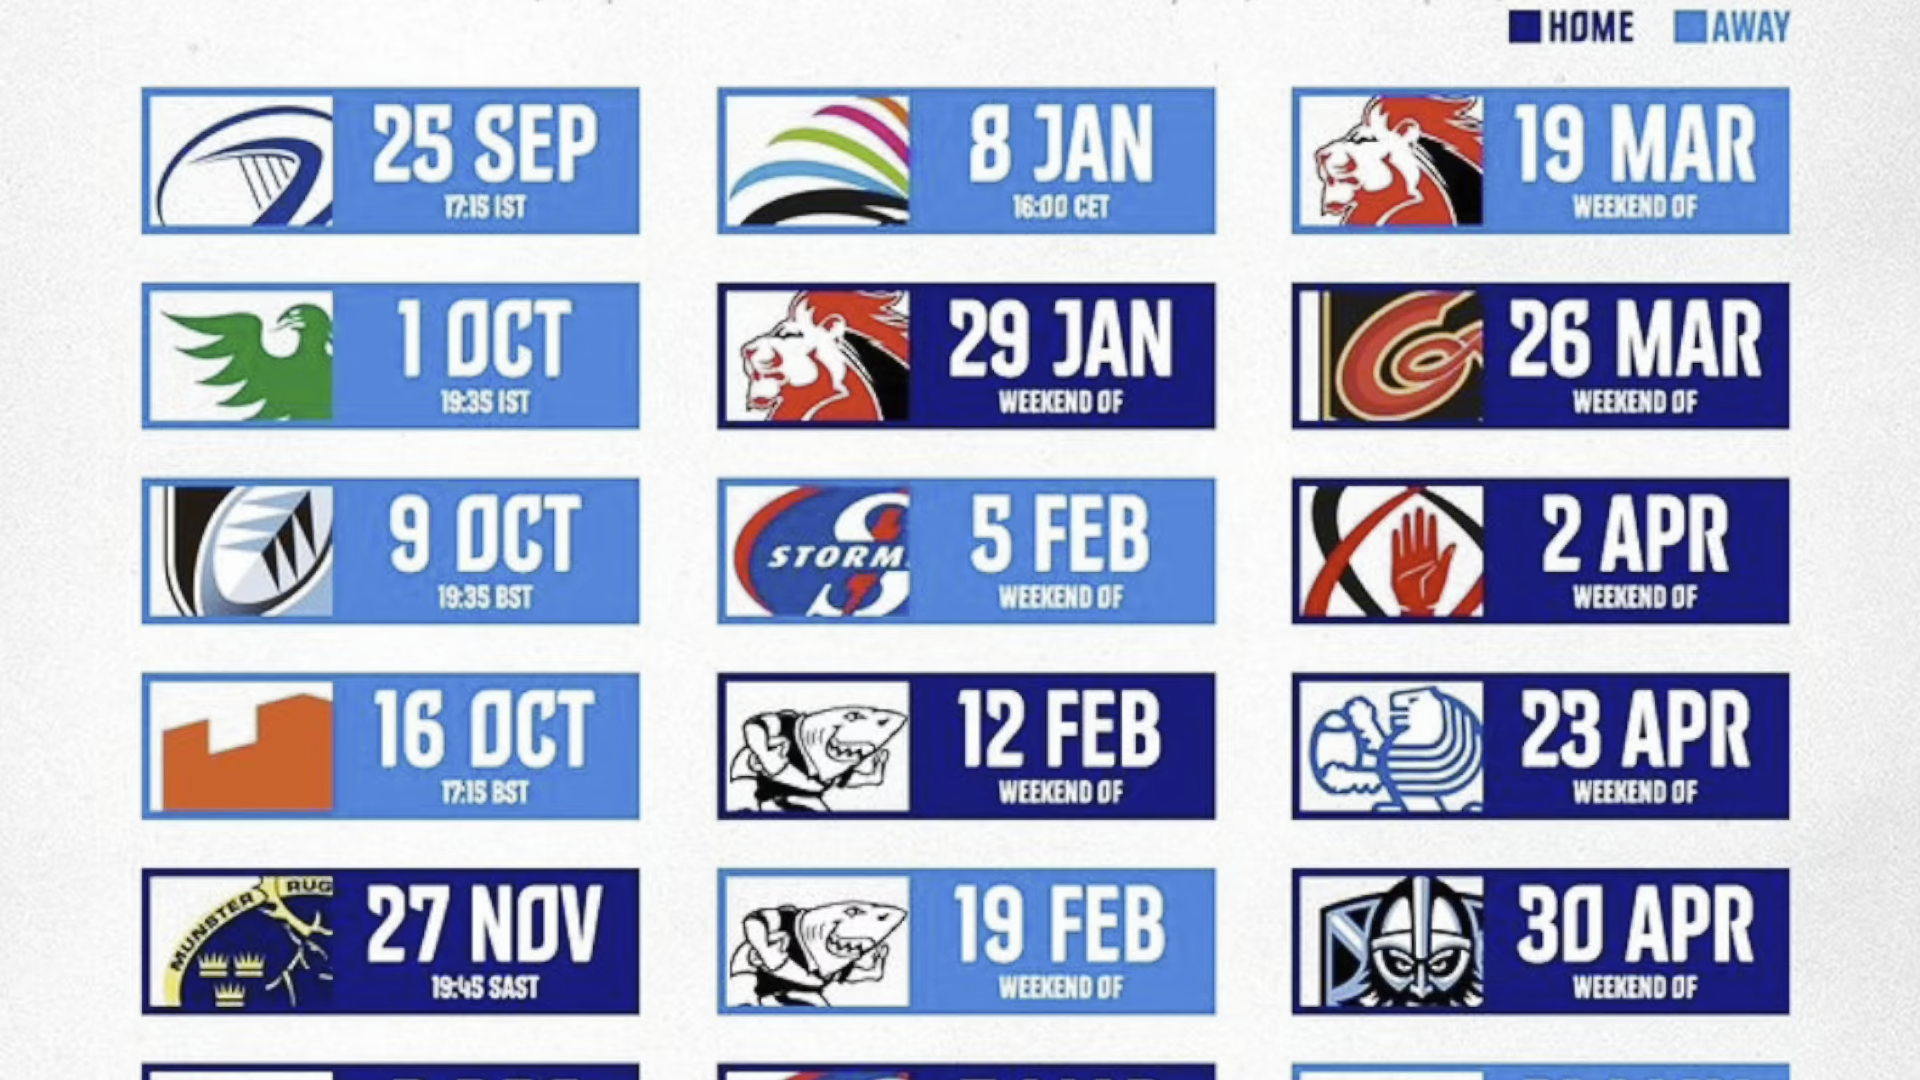 HOME
AWAY
25 SEP
17:15 IST
1 OCT
19:35 IST
9 OCT
19:35 BST
16 OCT
17:15 BST
MUNSTER RUG
27 NOV
19:45 SAST
8 JAN
16:00 CET
29 JAN
WEEKEND OF
STORM
5 FEB
WEEKEND OF
12 FEB
WEEKEND OF
19 FEB
WEEKEND OF
19 MAR
WEEKEND OF
26 MAR
WEEKEND OF
2 APR
WEEKEND OF
23 APR
WEEKEND OF
30 APR
WEEKEND OF